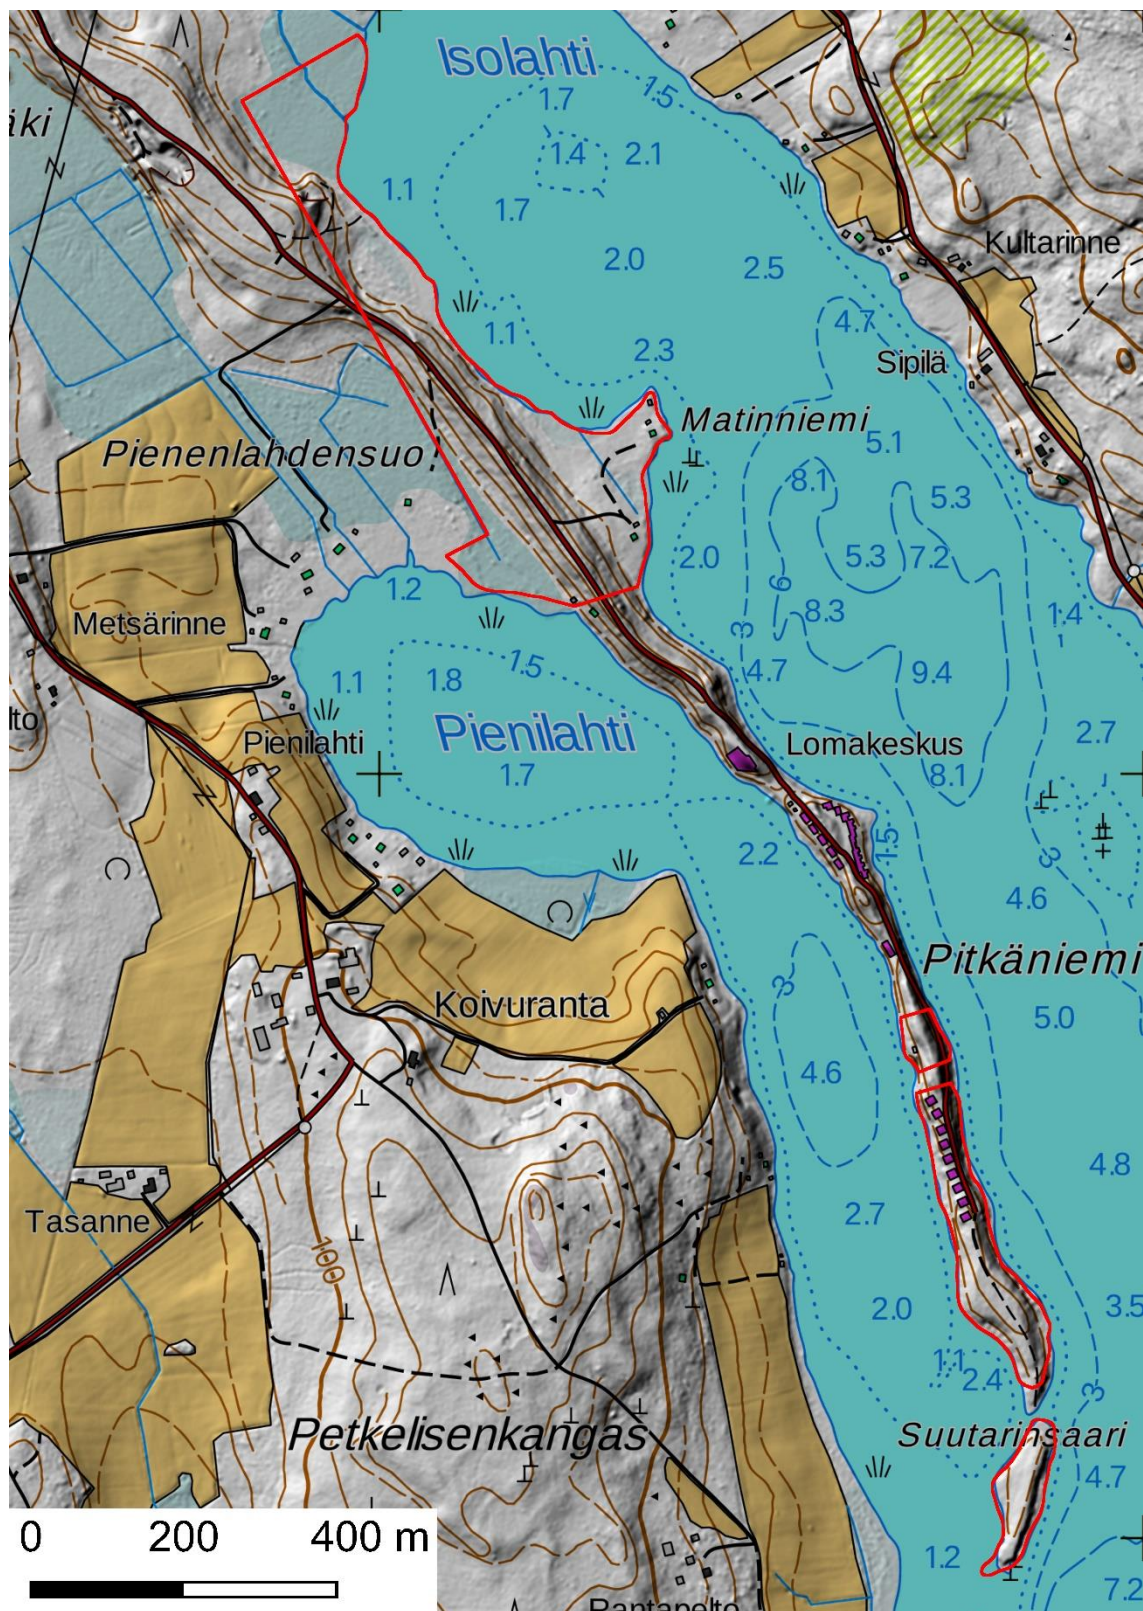 Isolahti
1.5
1.7
äki
1.4
2.1
1.1
1.7
Kultarinne
2.0
2.5
4.7
1.1
2.3
Sipilä
Matinniemi
Pienenlahdensuo
5.1
8.1
5.3
2.0
5.3
7.2
1.2
6
8.3
1.4
Metsärinne
3
1.5
4.7
9.4
1.1
1.8
lto
Pienilahti
Pienilahti
Lomakeskus
2.7
1.7
8.1
2.2
1.5
3
4.6
Pitkäniemi
3
Koivuranta
5.0
4.6
4.8
Tasanne
2.7
100
2.0
3.5
1.1
2.4
3
Petkelisenkangas
Suutarinsaari
4.7
0 200 400 m
1.2
7.2
Rantapelto